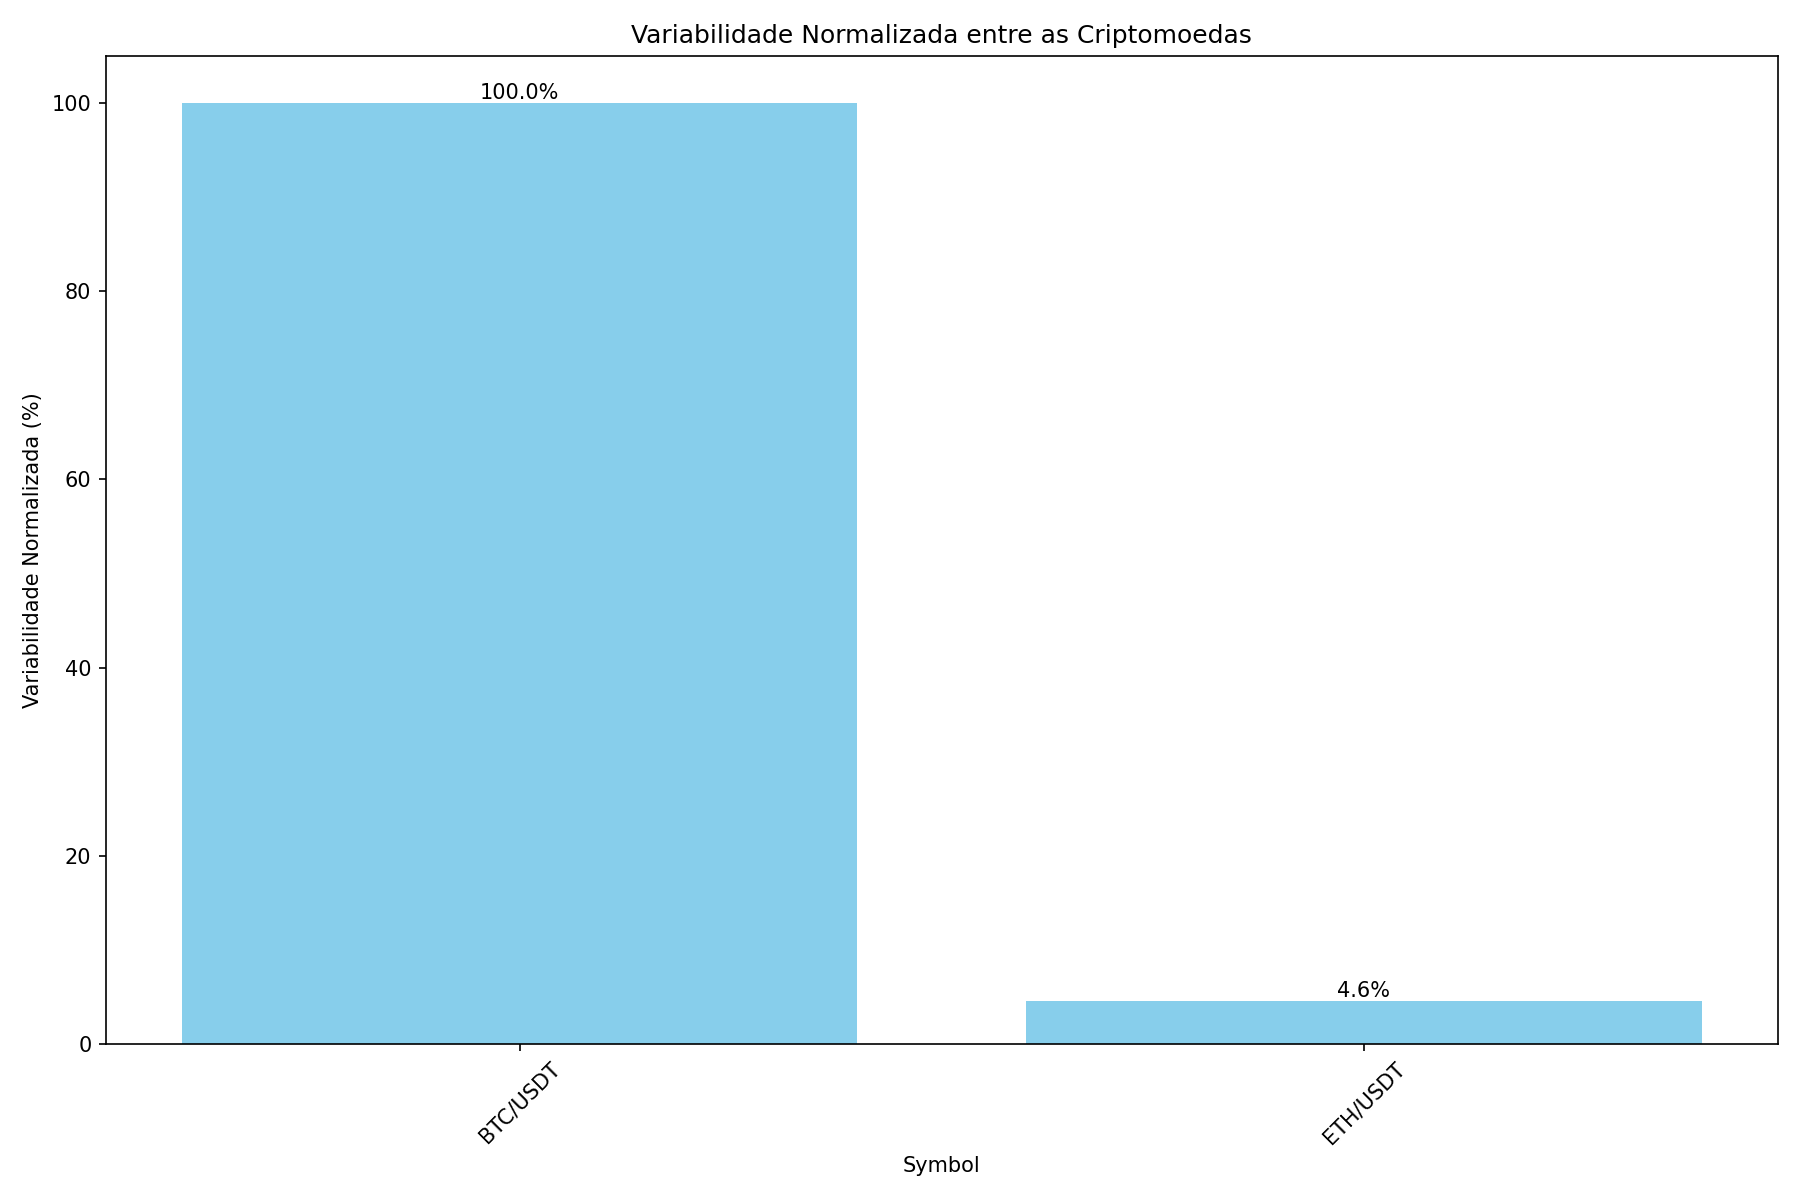 Variabilidade Normalizada entre as Criptomoedas
Variabilidade Normalizada (%)
100
80
60
40
20
0
100.0%
4.6%
BTC/USDT
ETH/USDT
Symbol